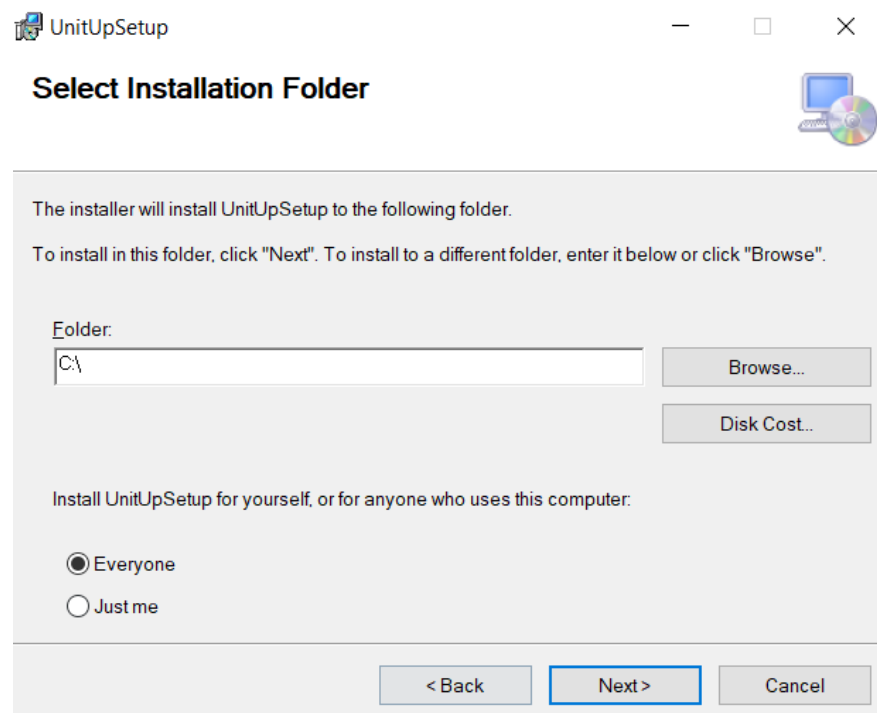 UnitUpSetup
Select Installation Folder
The installer will install UnitUpSetup to the following folder.
To install in this folder, click "Next". To install to a different folder, enter it below or click "Browse".
Folder:
C:\
Browse...
Disk Cost...
Install UnitUpSetup for yourself, or for anyone who uses this computer:
Everyone
Just me
< Back
Next >
Cancel